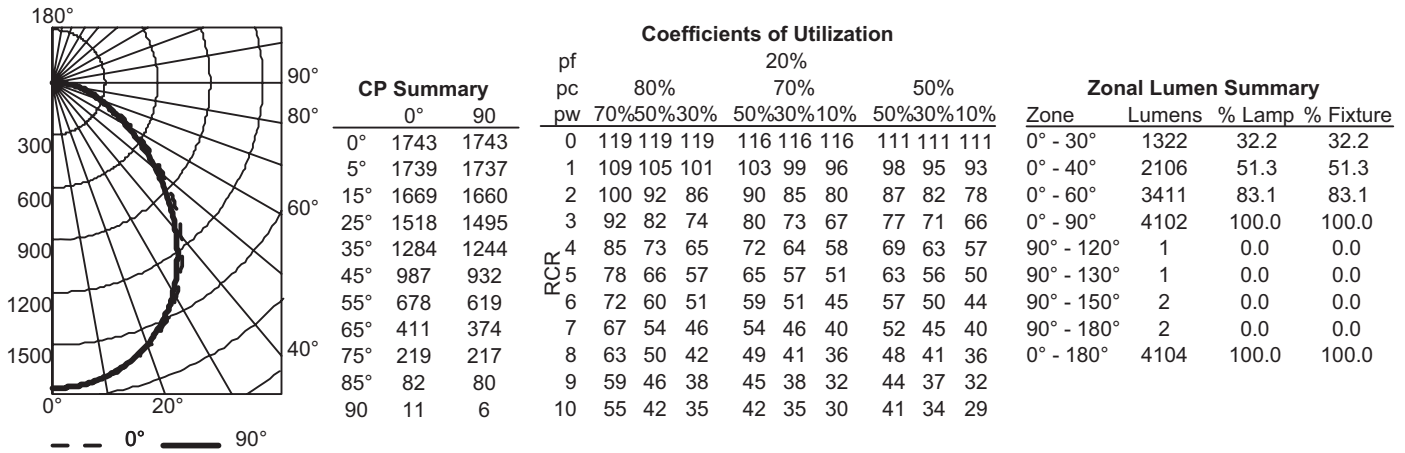 180°
90°
80°
300
600
60°
900
1200
40°
1500
0° 20°
0° 90°
CP Summary
0° 90
0° 1743 1743
5° 1739 1737
15° 1669 1660
25° 1518 1495
35° 1284 1244
45° 987 932
55° 678 619
65° 411 374
75° 219 217
85° 82 80
90 11 6
Coefficients of Utilization
pf 20%
pc 80% 70% 50%
pw 70%50%30% 50%30%10% 50%30%10%
RCR
0 119 119 119 116 116 116 111 111 111
1 109 105 101 103 99 96 98 95 93
2 100 92 86 90 85 80 87 82 78
3 92 82 74 80 73 67 77 71 66
4 85 73 65 72 64 58 69 63 57
5 78 66 57 65 57 51 63 56 50
6 72 60 51 59 51 45 57 50 44
7 67 54 46 54 46 40 52 45 40
8 63 50 42 49 41 36 48 41 36
9 59 46 38 45 38 32 44 37 32
10 55 42 35 42 35 30 41 34 29
Zonal Lumen Summary
Zone Lumens % Lamp % Fixture
0° - 30° 1322 32.2 32.2
0° - 40° 2106 51.3 51.3
0° - 60° 3411 83.1 83.1
0° - 90° 4102 100.0 100.0
90° - 120° 1 0.0 0.0
90° - 130° 1 0.0 0.0
90° - 150° 2 0.0 0.0
90° - 180° 2 0.0 0.0
0° - 180° 4104 100.0 100.0